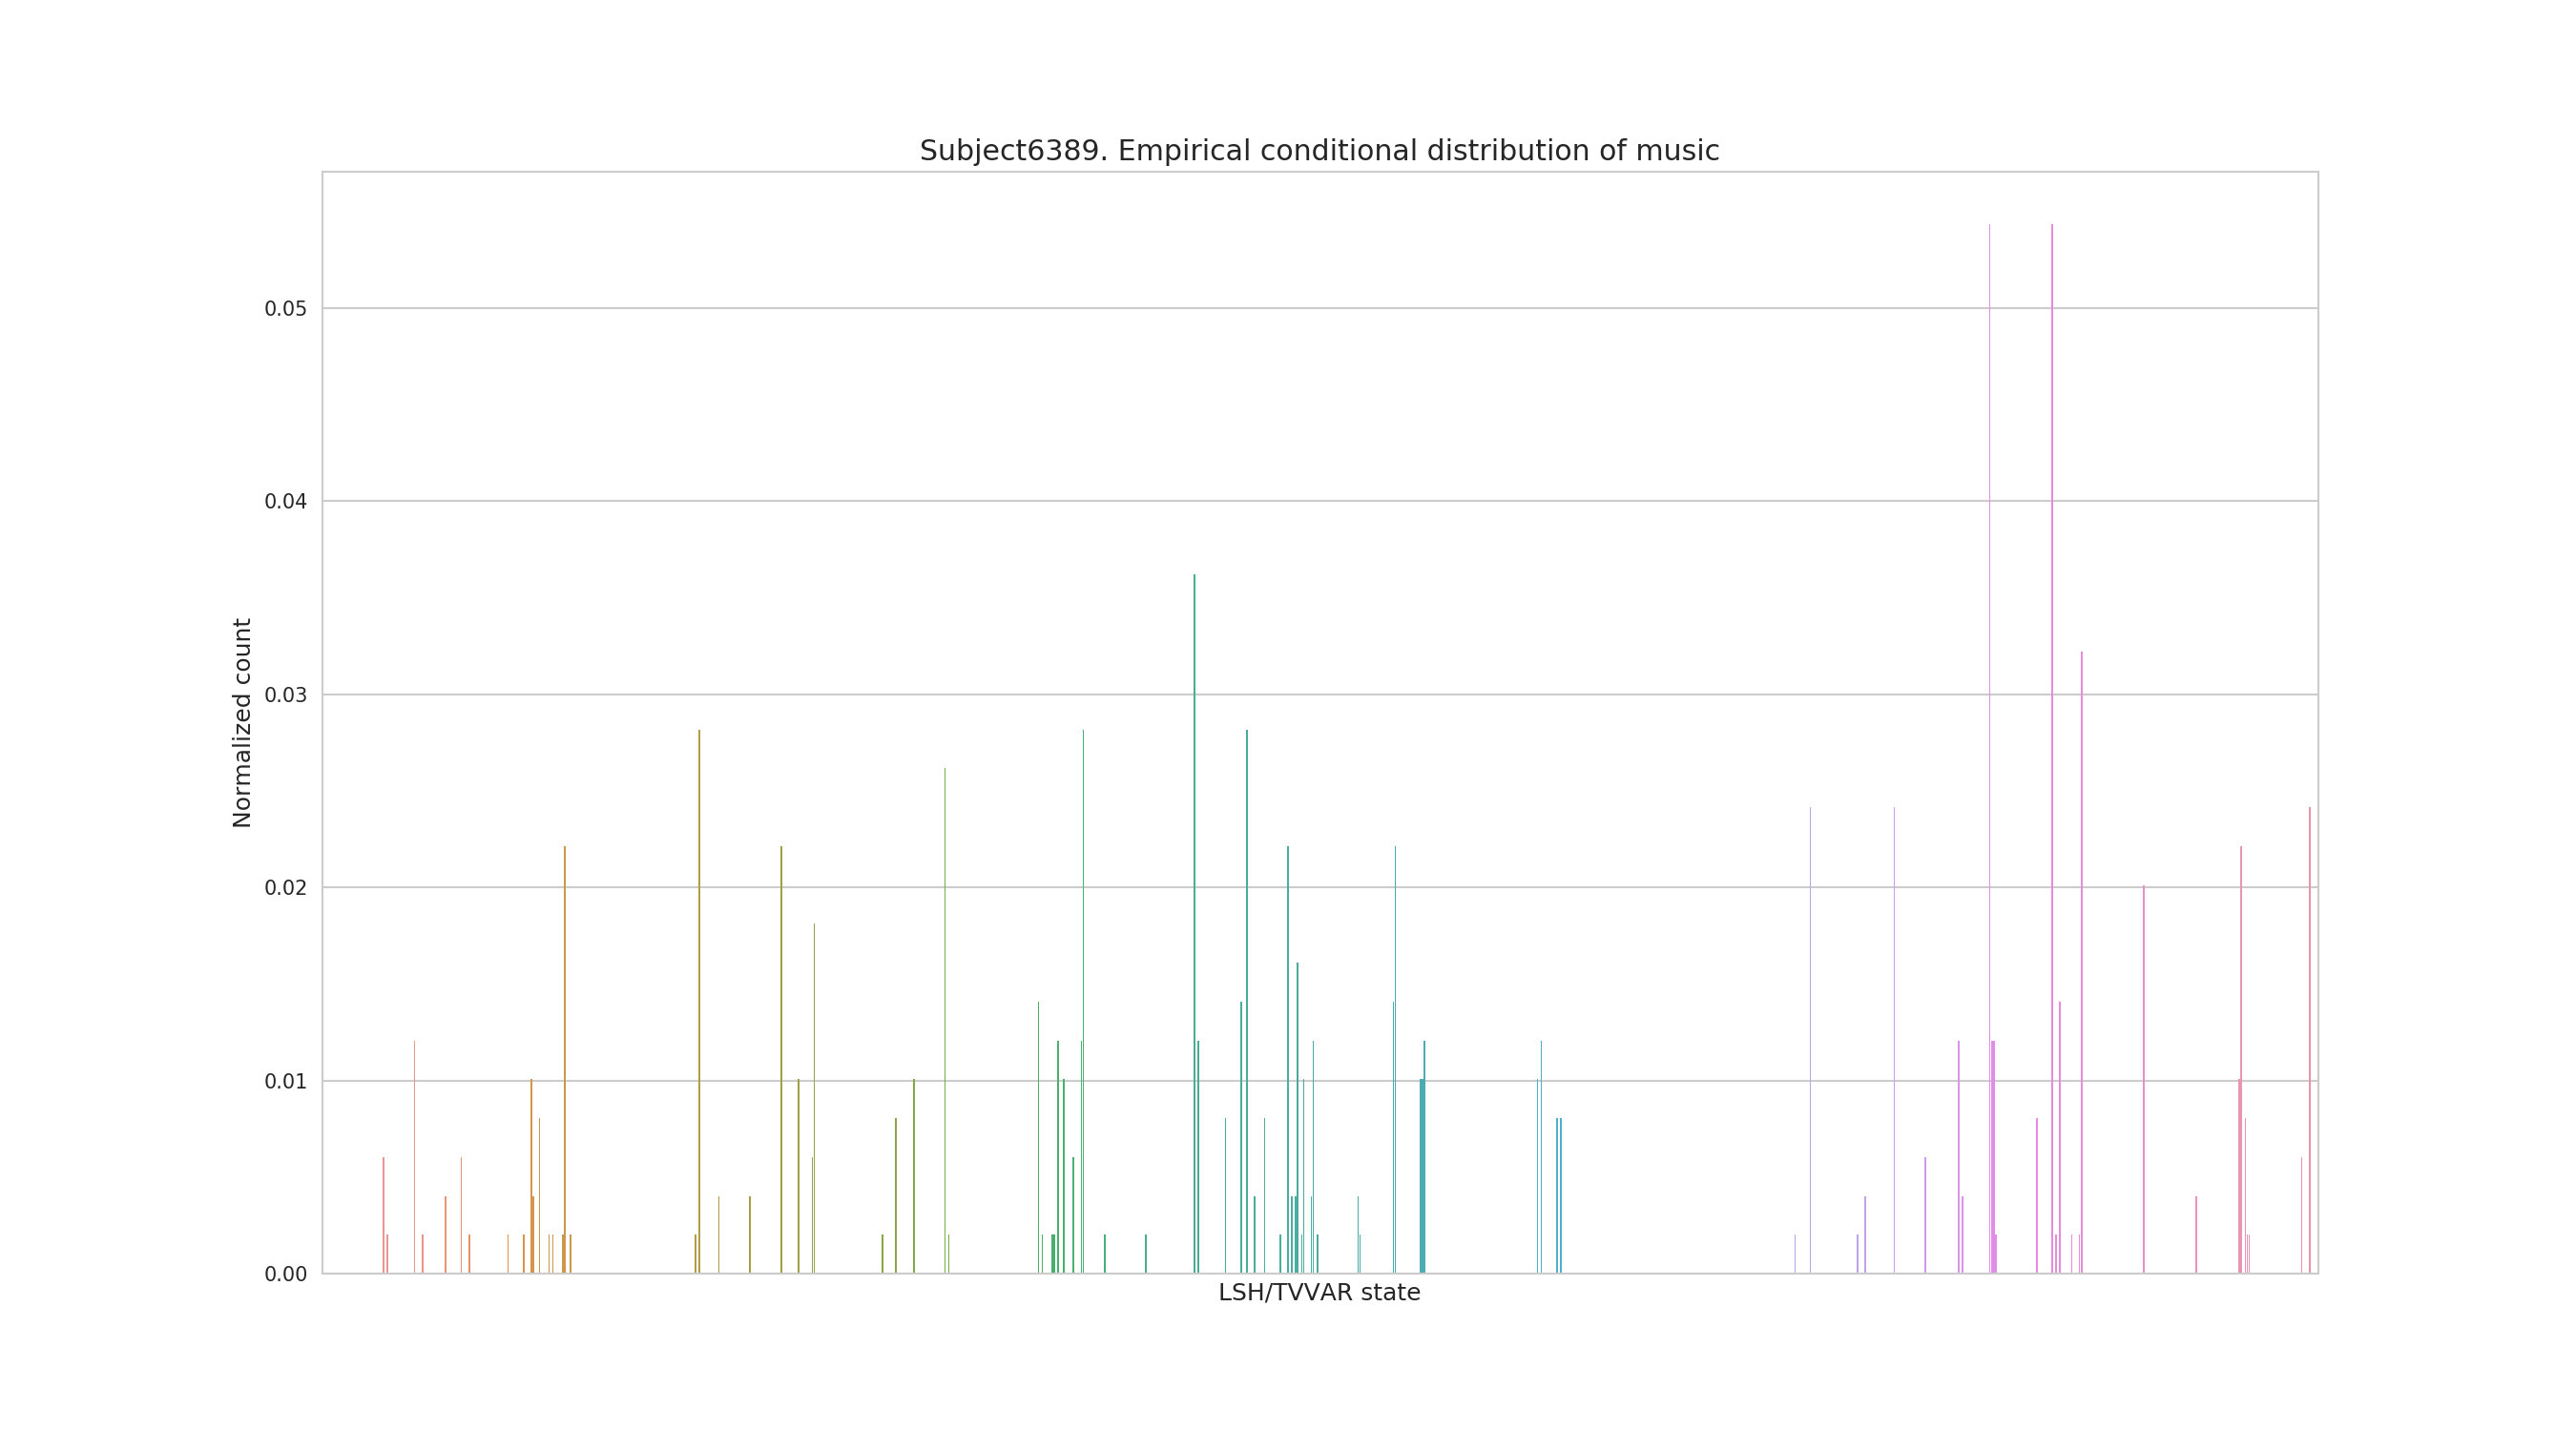 Subject6389. Empirical conditional distribution of music
0.05
0.04
0.03
0.02
0.01
0.00
Normalized count
LSH/TVVAR state